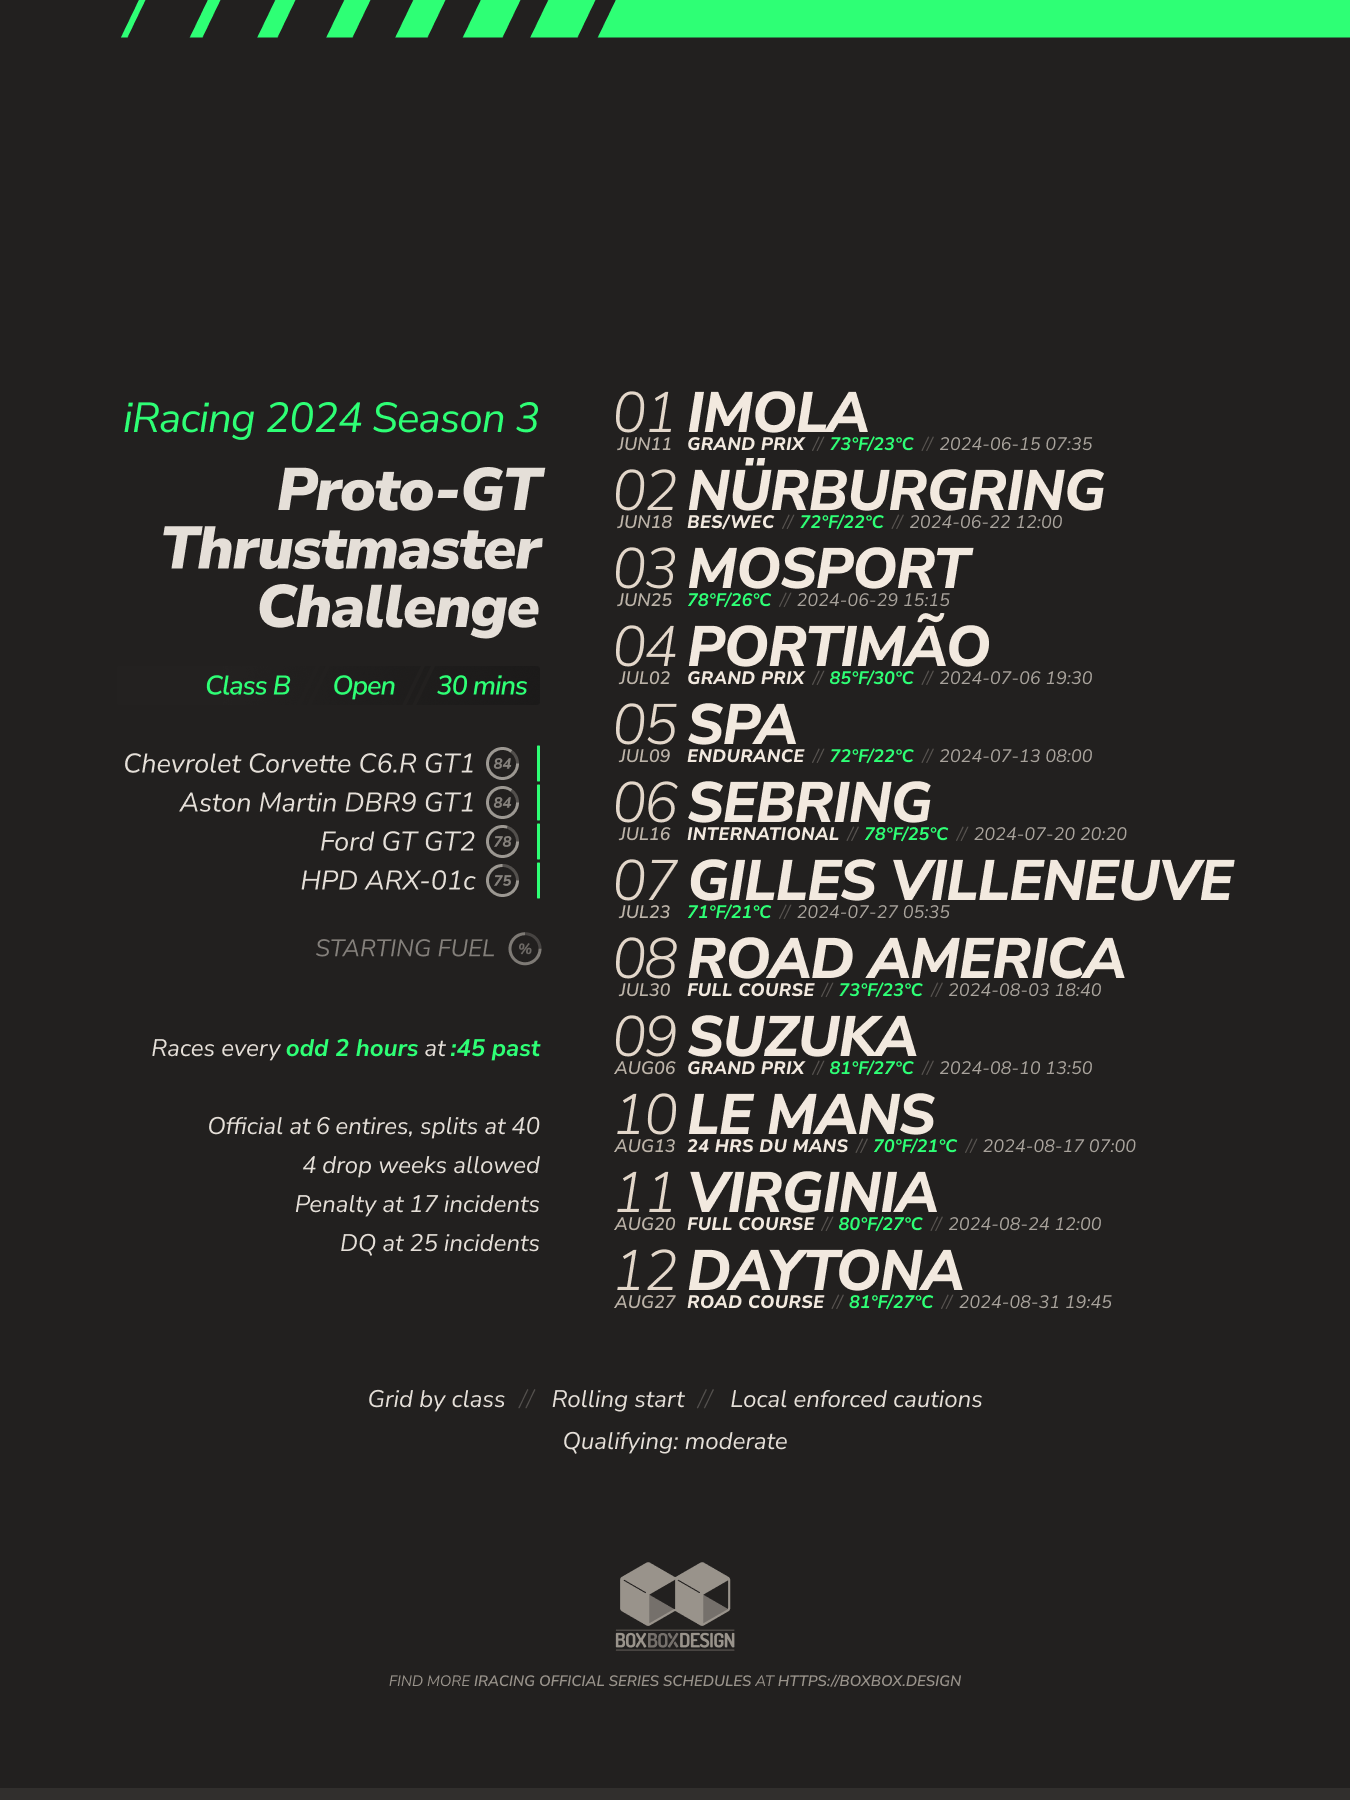 iRacing 2024 Season 3
Proto-GT
Thrustmaster
Challenge
Class B // Open // 30 mins
Chevrolet Corvette C6.R GT1 84
Aston Martin DBR9 GT1 84
Ford GT GT2 78
HPD ARX-01c 75
STARTING FUEL %
Races every odd 2 hours at :45 past
Official at 6 entires, splits at 40
4 drop weeks allowed
Penalty at 17 incidents
DQ at 25 incidents
01 IMOLA
JUN11 GRAND PRIX // 73°F/23°C // 2024-06-15 07:35
02 NÜRBURGRING
JUN18 BES/WEC // 72°F/22°C // 2024-06-22 12:00
03 MOSPORT
JUN25 78°F/26°C // 2024-06-29 15:15
04 PORTIMÃO
JUL02 GRAND PRIX // 85°F/30°C // 2024-07-06 19:30
05 SPA
JUL09 ENDURANCE // 72°F/22°C // 2024-07-13 08:00
06 SEBRING
JUL16 INTERNATIONAL // 78°F/25°C // 2024-07-20 20:20
07 GILLES VILLENEUVE
JUL23 71°F/21°C // 2024-07-27 05:35
08 ROAD AMERICA
JUL30 FULL COURSE // 73°F/23°C // 2024-08-03 18:40
09 SUZUKA
AUG06 GRAND PRIX // 81°F/27°C // 2024-08-10 13:50
10 LE MANS
AUG13 24 HRS DU MANS // 70°F/21°C // 2024-08-17 07:00
11 VIRGINIA
AUG20 FULL COURSE // 80°F/27°C // 2024-08-24 12:00
12 DAYTONA
AUG27 ROAD COURSE // 81°F/27°C // 2024-08-31 19:45
Grid by class // Rolling start // Local enforced cautions
Qualifying: moderate
BOXBOXDESIGN
FIND MORE IRACING OFFICIAL SERIES SCHEDULES AT HTTPS://BOXBOX.DESIGN